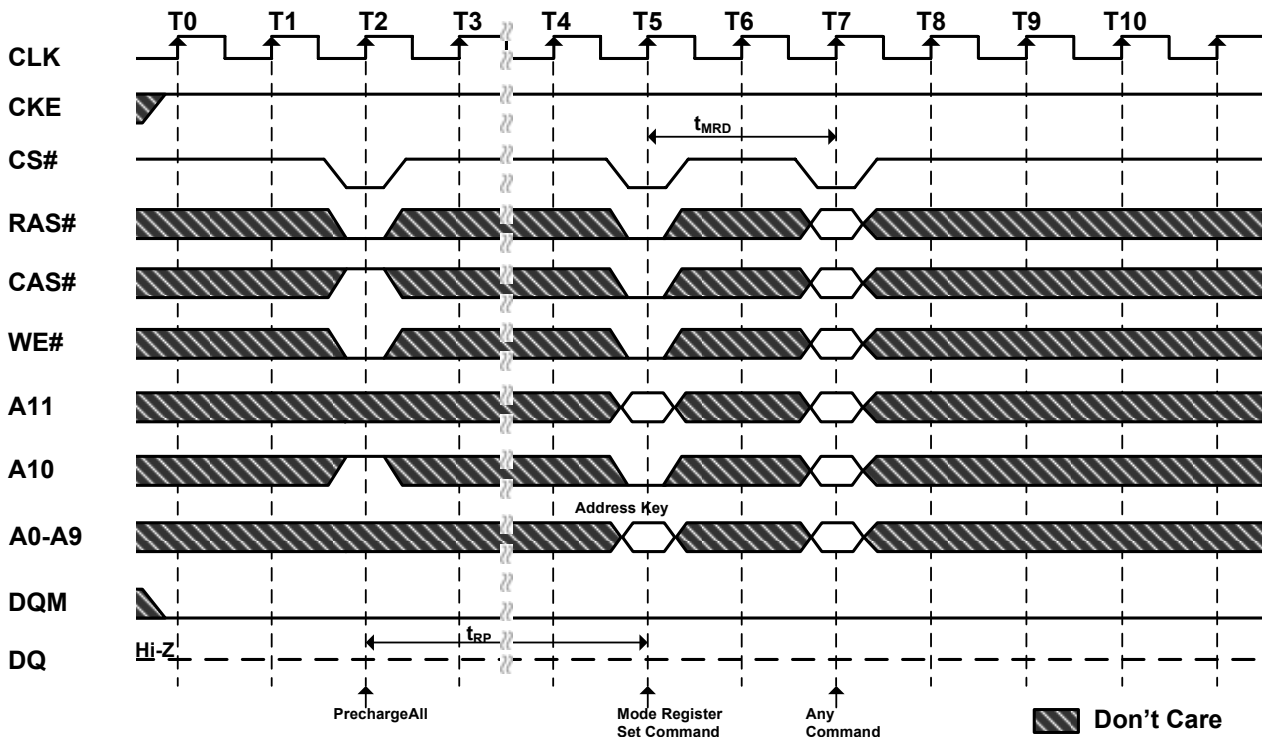 T0 T1 T2 T3 T4 T5 T6 T7 T8 T9 T10
CLK
CKE
tMRD
CS#
RAS#
CAS#
WE#
A11
A10
Address Key
A0-A9
DQM
tRP
Hi-Z
DQ
PrechargeAll
Mode Register
Set Command
Any
Command
Don't Care